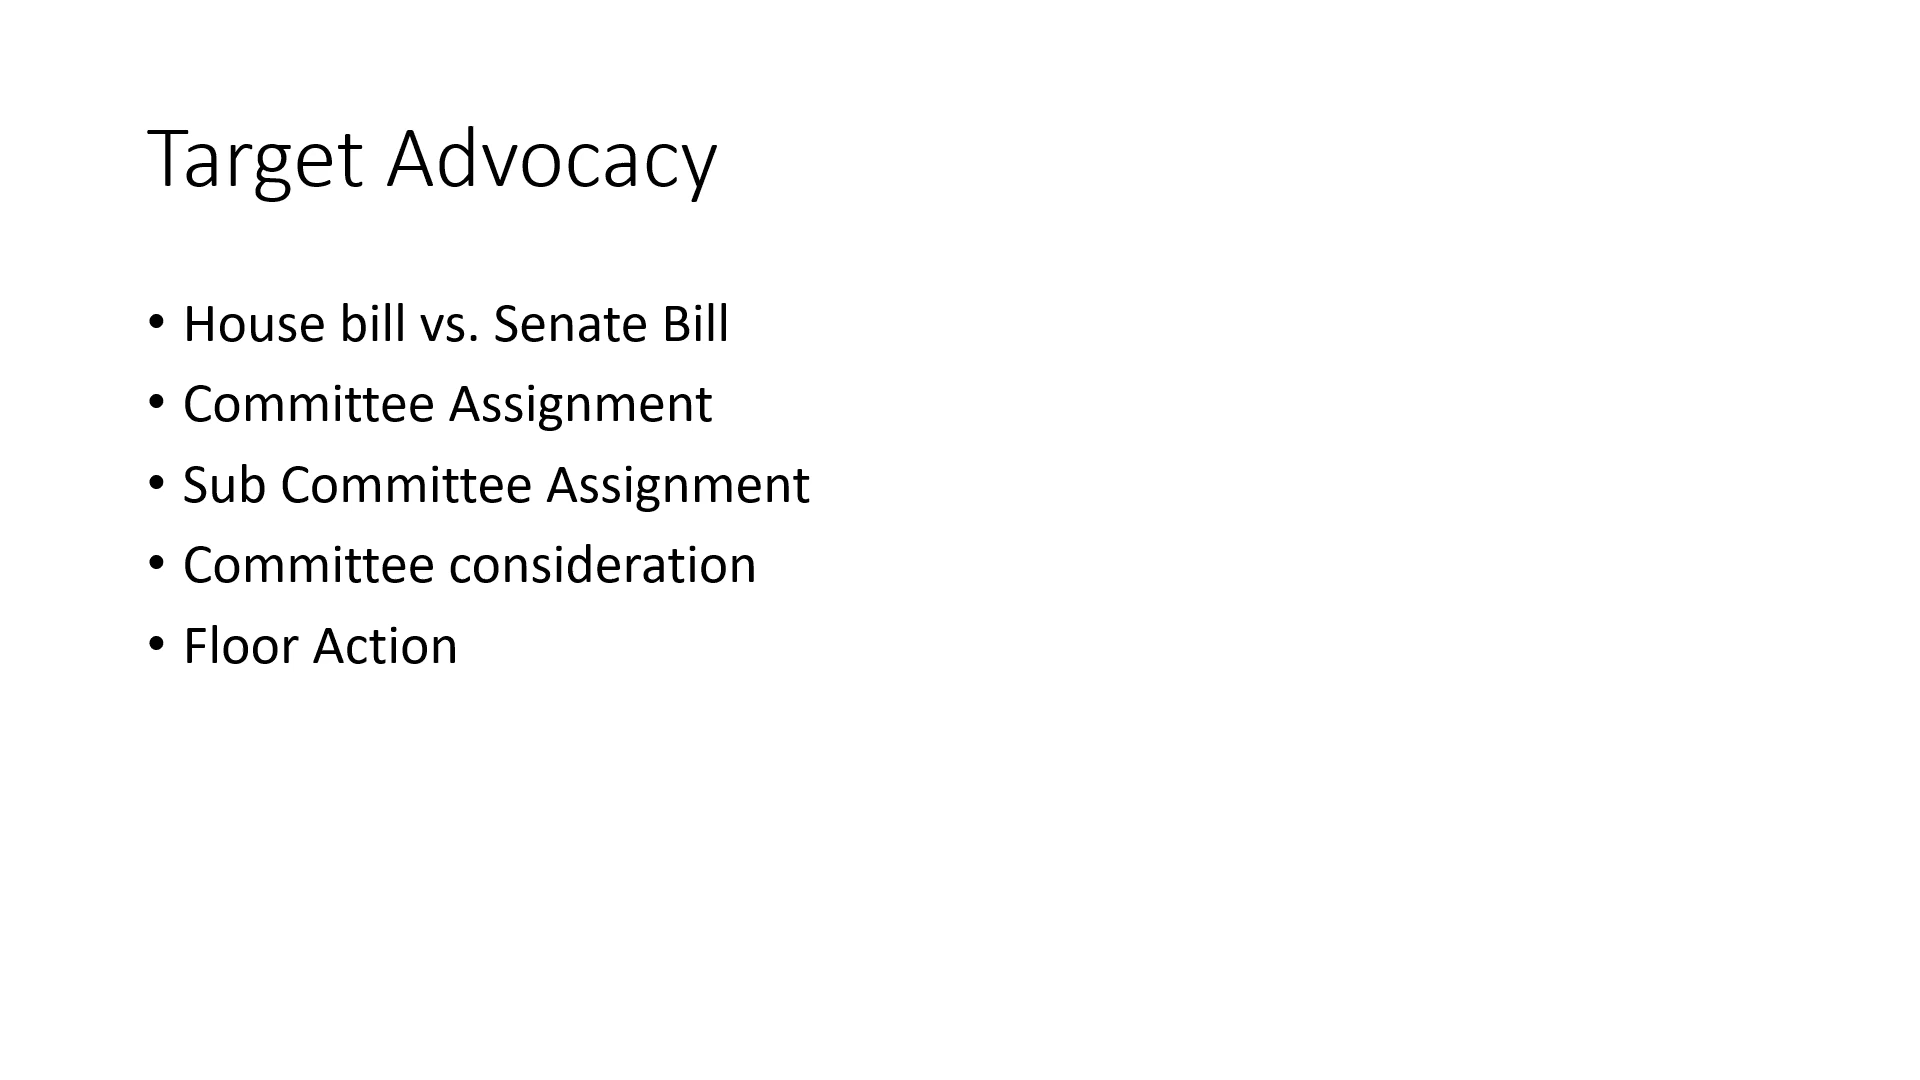 Target Advocacy
• House bill vs. Senate Bill
• Committee Assignment
• Sub Committee Assignment
• Committee consideration
• Floor Action